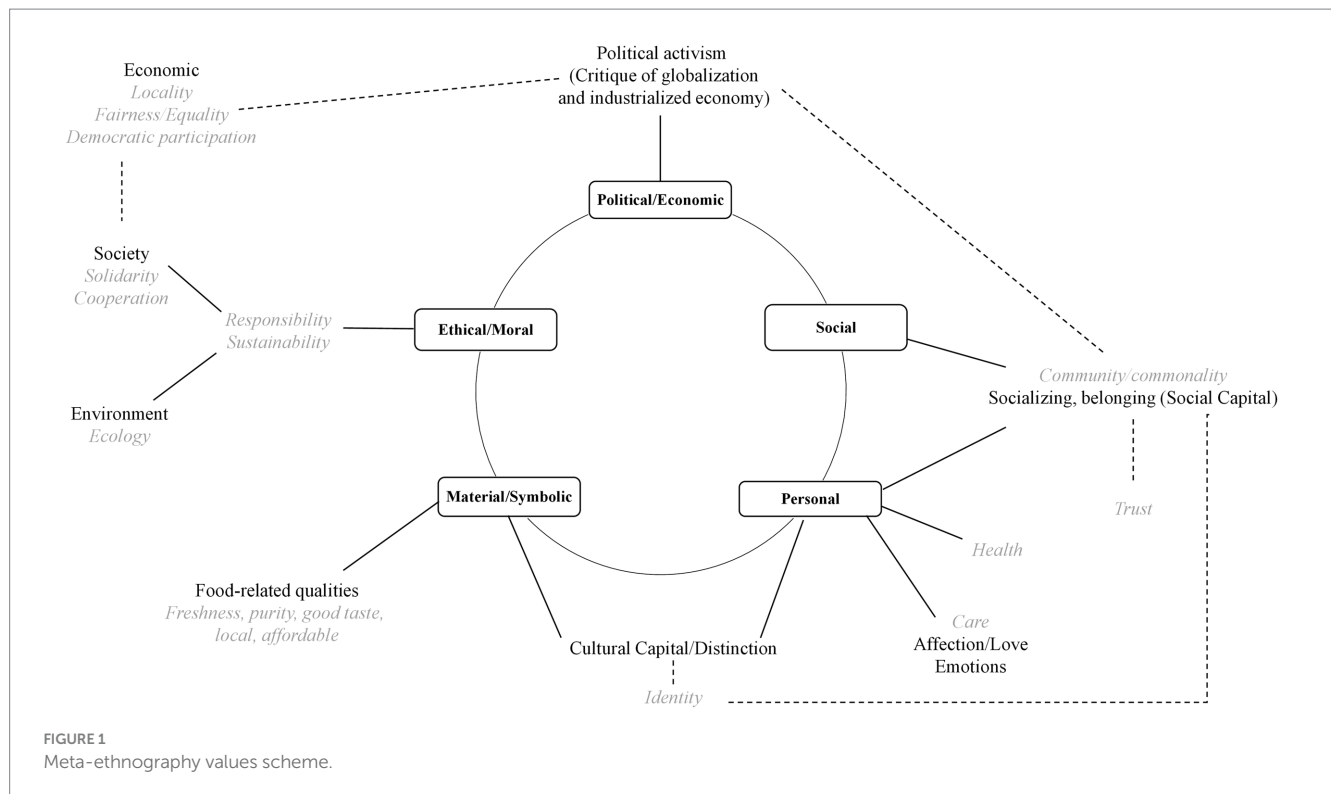 Political activism
(Critique of globalization
and industrialized economy)
Economic
Locality
Fairness/Equality
Democratic participation
Political/Economic
Society
Solidarity
Cooperation
Responsibility
Sustainability
Ethical/Moral
Social
Community/commonality
Socializing, belonging (Social Capital)
Environment
Ecology
Material/Symbolic
Personal
Trust
Health
Food-related qualities
Freshness, purity, good taste,
local, affordable
Cultural Capital/Distinction
Identity
Care
Affection/Love
Emotions
FIGURE 1
Meta-ethnography values scheme.